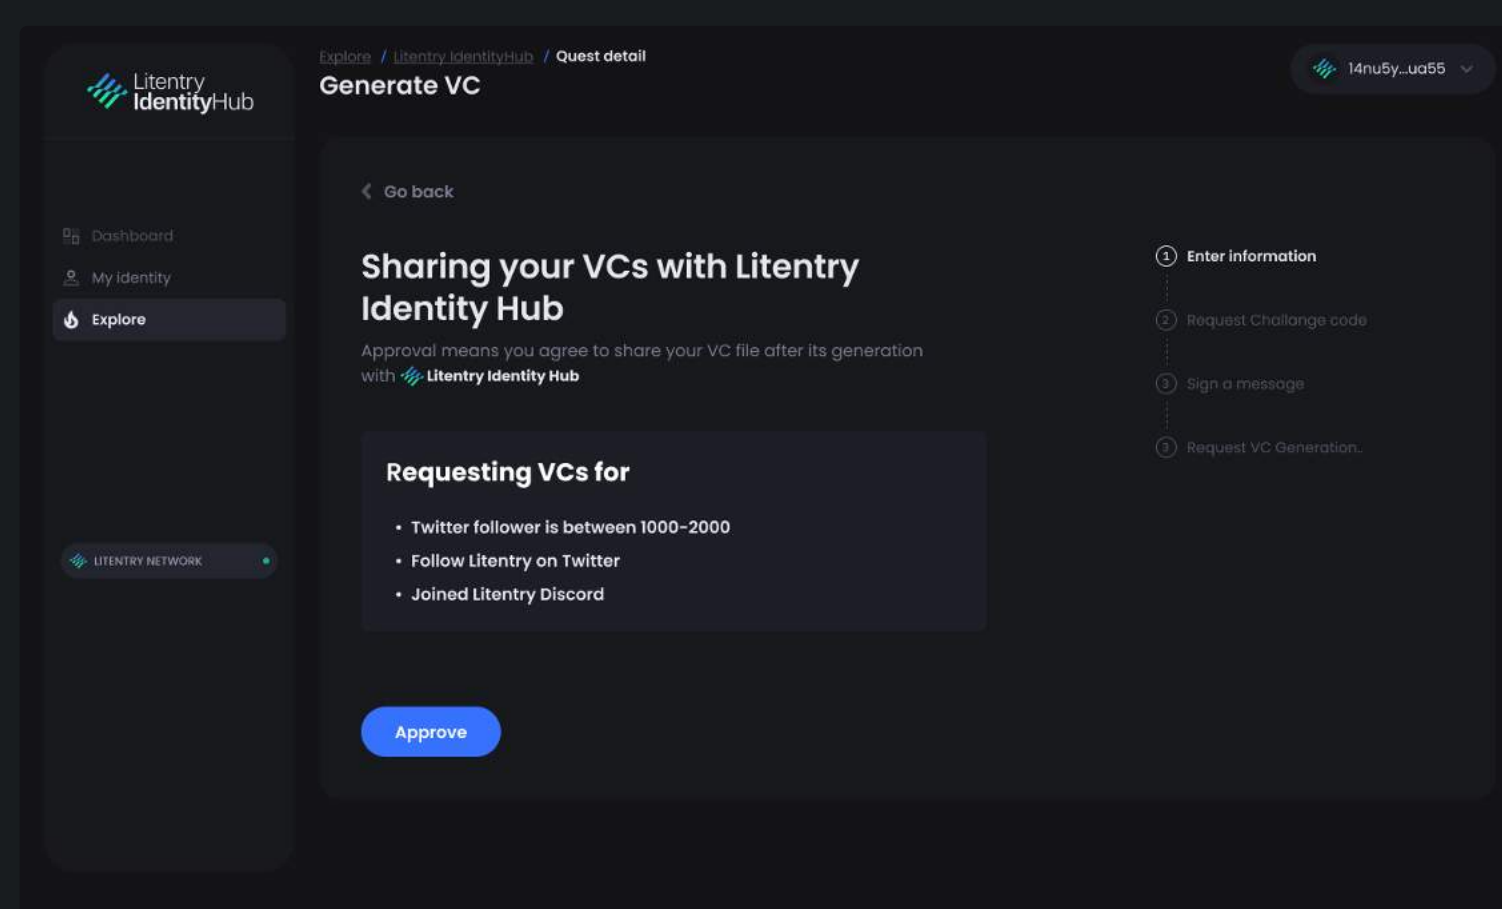 Litentry
IdentityHub
Explore / Litentry IdentityHub / Quest detail
Generate VC
14nu5y...ua55
Dashboard
My identity
Explore
LITENTRY NETWORK
Go back
Sharing your VCs with Litentry
Identity Hub
Approval means you agree to share your VC file after its generation
with Litentry Identity Hub
Requesting VCs for
• Twitter follower is between 1000-2000
• Follow Litentry on Twitter
• Joined Litentry Discord
Approve
1 Enter information
2 Request Challange code
3 Sign a message
3 Request VC Generation..